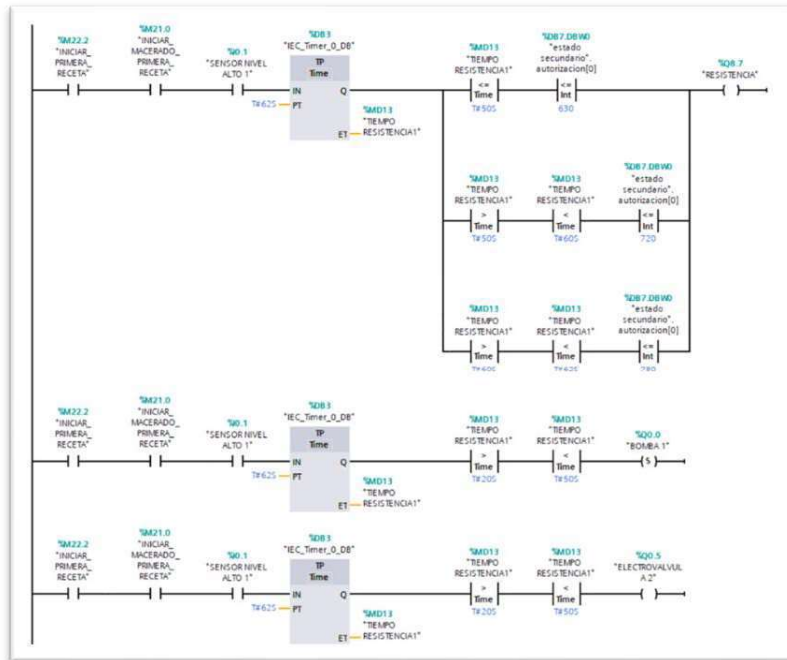 %M22.2
"INICIAR_
PRIMERA_
RECETA"
%M21.0
"INICIAR_
MACERADO_
PRIMERA_
RECETA"
%I0.1
"SENSOR NIVEL
ALTO 1"
%DB3
"IEC_Timer_0_DB"
TP
Time
IN
Q
T#62S
PT
ET
%MD13
"TIEMPO
RESISTENCIA1"
%MD13
"TIEMPO
RESISTENCIA1"
<=
Time
T#50S
%DB7.DBW0
"estado
secundario".
autorizacion[0]
<=
Int
630
"RESISTENCIA"
%MD13
"TIEMPO
RESISTENCIA1"
>
Time
T#50S
%MD13
"TIEMPO
RESISTENCIA1"
<
Time
T#60S
%DB7.DBW0
"estado
secundario".
autorizacion[0]
<=
Int
720
%MD13
"TIEMPO
RESISTENCIA1"
>
Time
T#60S
%MD13
"TIEMPO
RESISTENCIA1"
<
Time
T#62S
%DB7.DBW0
"estado
secundario".
autorizacion[0]
<=
Int
780
%M22.2
"INICIAR_
PRIMERA_
RECETA"
%M21.0
"INICIAR_
MACERADO_
PRIMERA_
RECETA"
%I0.1
"SENSOR NIVEL
ALTO 1"
%DB3
"IEC_Timer_0_DB"
TP
Time
IN
Q
T#62S
PT
ET
%MD13
"TIEMPO
RESISTENCIA1"
%MD13
"TIEMPO
RESISTENCIA1"
>
Time
T#20S
%MD13
"TIEMPO
RESISTENCIA1"
<
Time
T#50S
%Q0.0
"BOMBA 1"
S
%M22.2
"INICIAR_
PRIMERA_
RECETA"
%M21.0
"INICIAR_
MACERADO_
PRIMERA_
RECETA"
%I0.1
"SENSOR NIVEL
ALTO 1"
%DB3
"IEC_Timer_0_DB"
TP
Time
IN
Q
T#62S
PT
ET
%MD13
"TIEMPO
RESISTENCIA1"
%MD13
"TIEMPO
RESISTENCIA1"
>
Time
T#20S
%MD13
"TIEMPO
RESISTENCIA1"
<
Time
T#50S
%Q0.5
"ELECTROVALVUL
A 2"